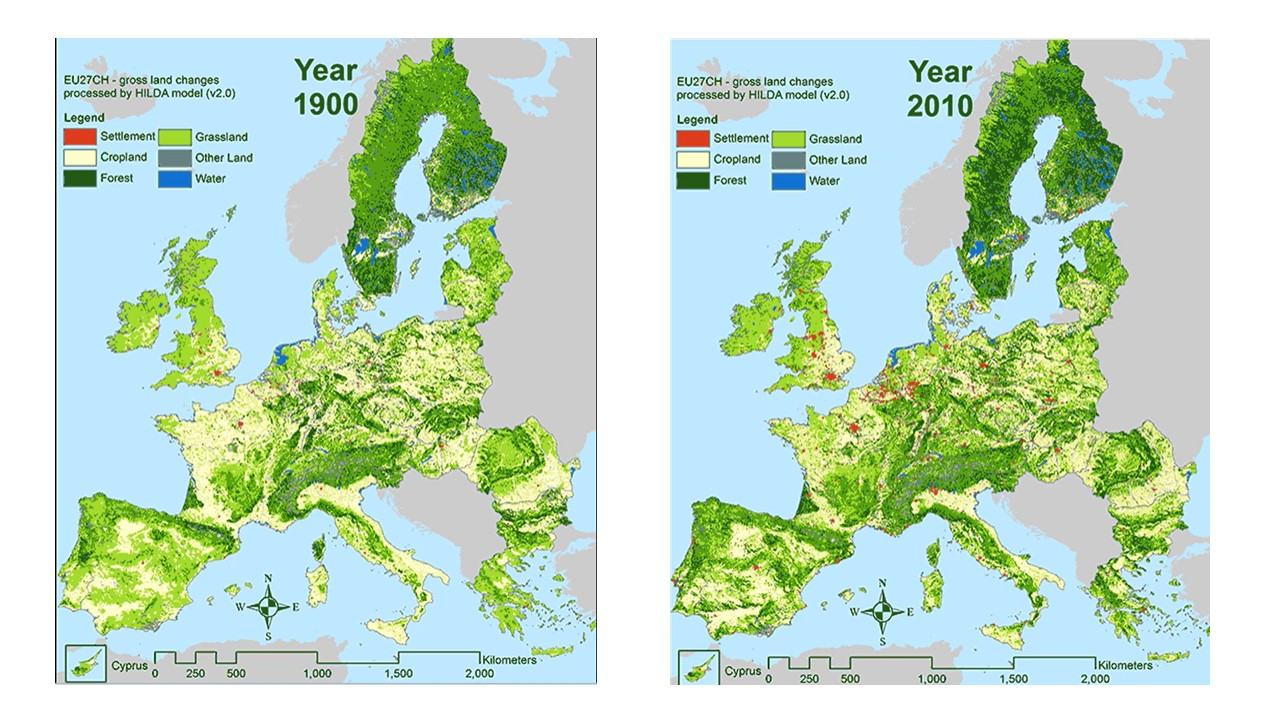 EU27CH - gross land changes
processed by HILDA model (v2.0)
Year
1900
Legend
Settlement Grassland
Cropland Other Land
Forest Water
N
W E
S
Cyprus
0 250 500 1,000 1,500 2,000
Kilometers
EU27CH - gross land changes
processed by HILDA model (v2.0)
Year
2010
Legend
Settlement Grassland
Cropland Other Land
Forest Water
N
W E
S
Cyprus
0 250 500 1,000 1,500 2,000
Kilometers